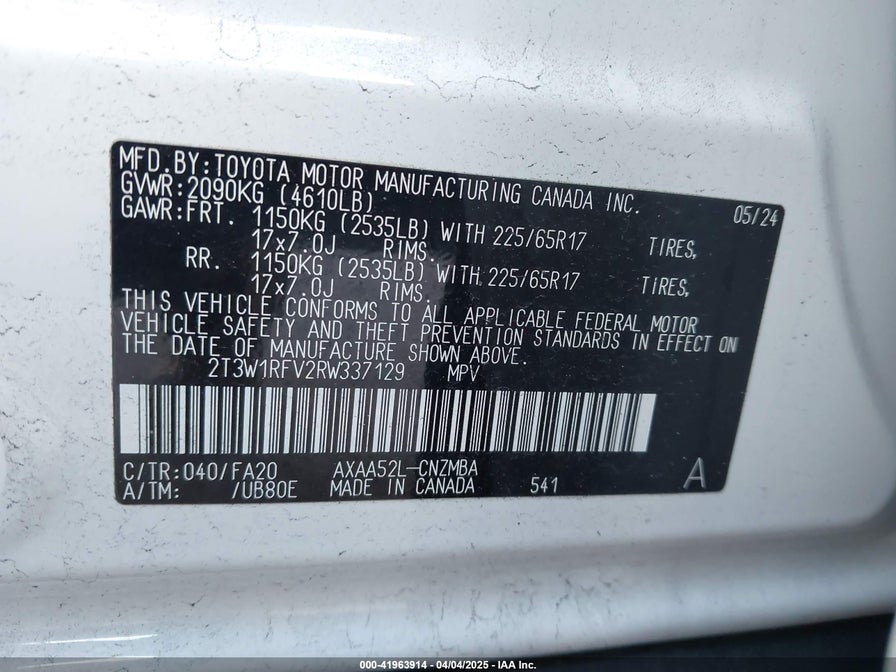 MFD.BY:TOYOTA MOTOR MANUFACTURING CANADA INC. 05/24
GVWR:2090KG (4610LB)
GAWR:FRT. 1150KG (2535LB) WITH 225/65R17 TIRES,
17x7.0J RIMS.
RR. 1150KG (2535LB) WITH 225/65R17 TIRES,
17x7.0J RIMS.
THIS VEHICLE CONFORMS TO ALL APPLICABLE FEDERAL MOTOR
VEHICLE SAFETY AND THEFT PREVENTION STANDARDS IN EFFECT ON
THE DATE OF MANUFACTURE SHOWN ABOVE.
2T3W1RFV2RW337129 MPV
C/TR:040/FA20 AXAA52L-CNZMBA
A/TM: /UB80E MADE IN CANADA 541 A
000-41963914 - 04/04/2025 - IAA Inc.